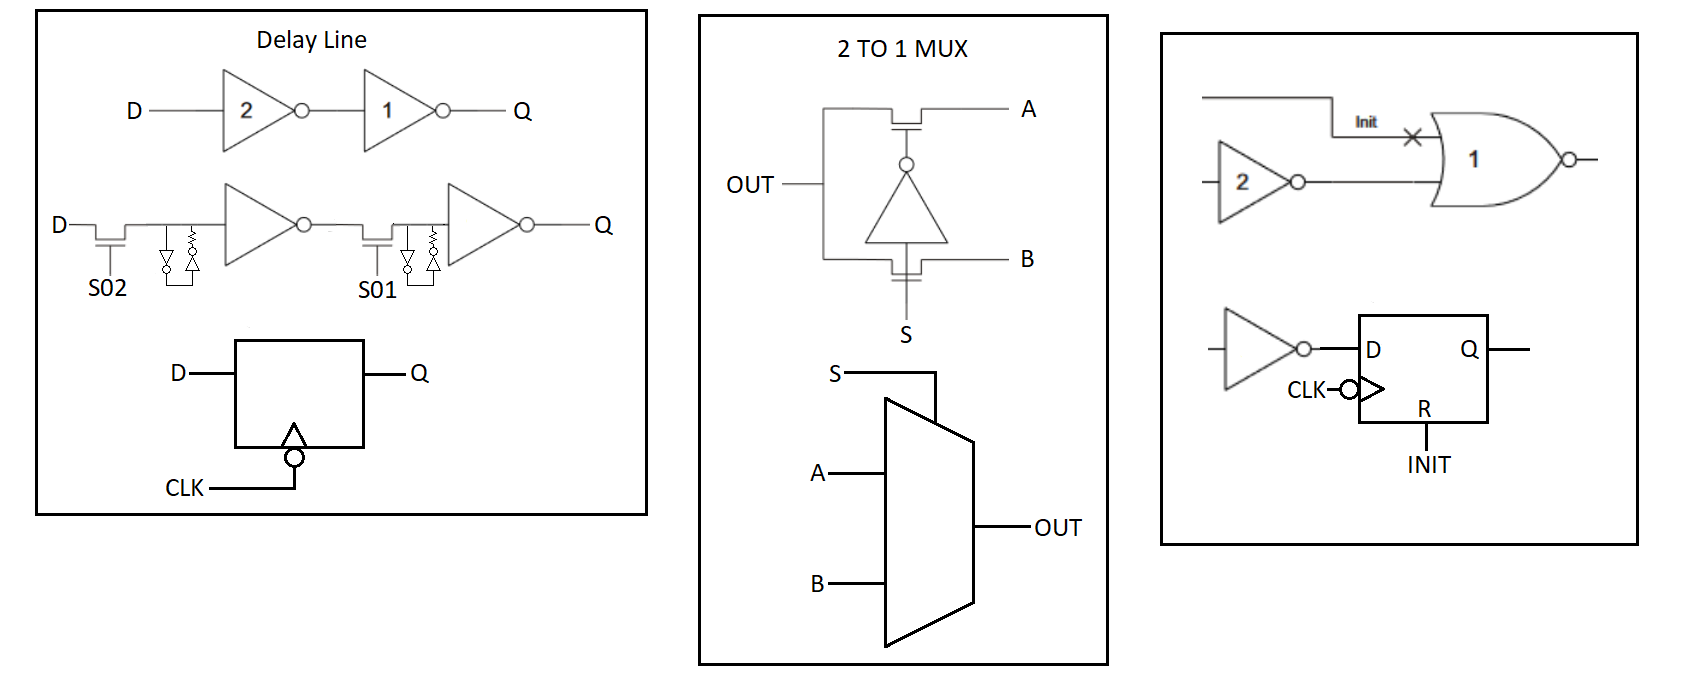 Delay Line
D 2 1 Q
D Q
S02 S01
D Q
CLK
2 TO 1 MUX
A
OUT
B
S
S
A
OUT
B
Init
1
2
D Q
CLK
R
INIT